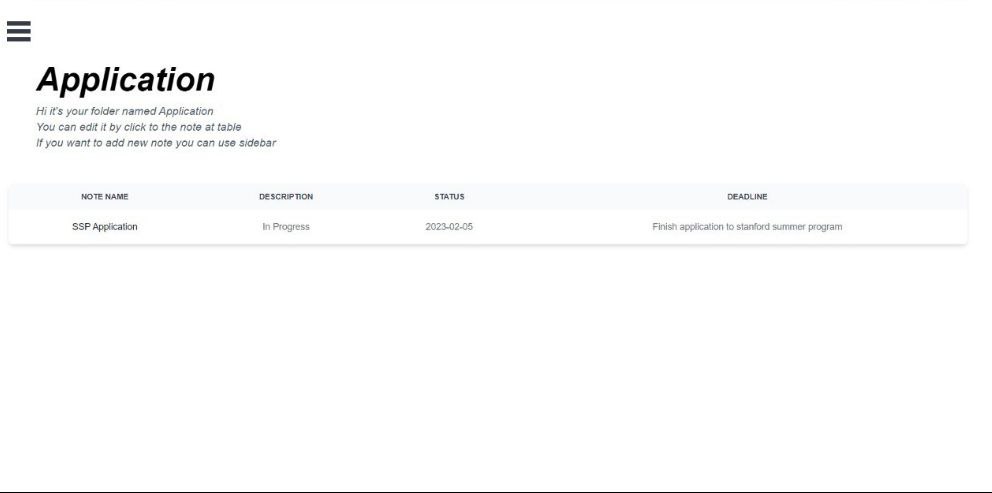 Application
Hi it's your folder named Application
You can edit it by click to the note at table
If you want to add new note you can use sidebar
NOTE NAME DESCRIPTION STATUS DEADLINE
SSP Application In Progress 2023-02-05 Finish application to stanford summer program